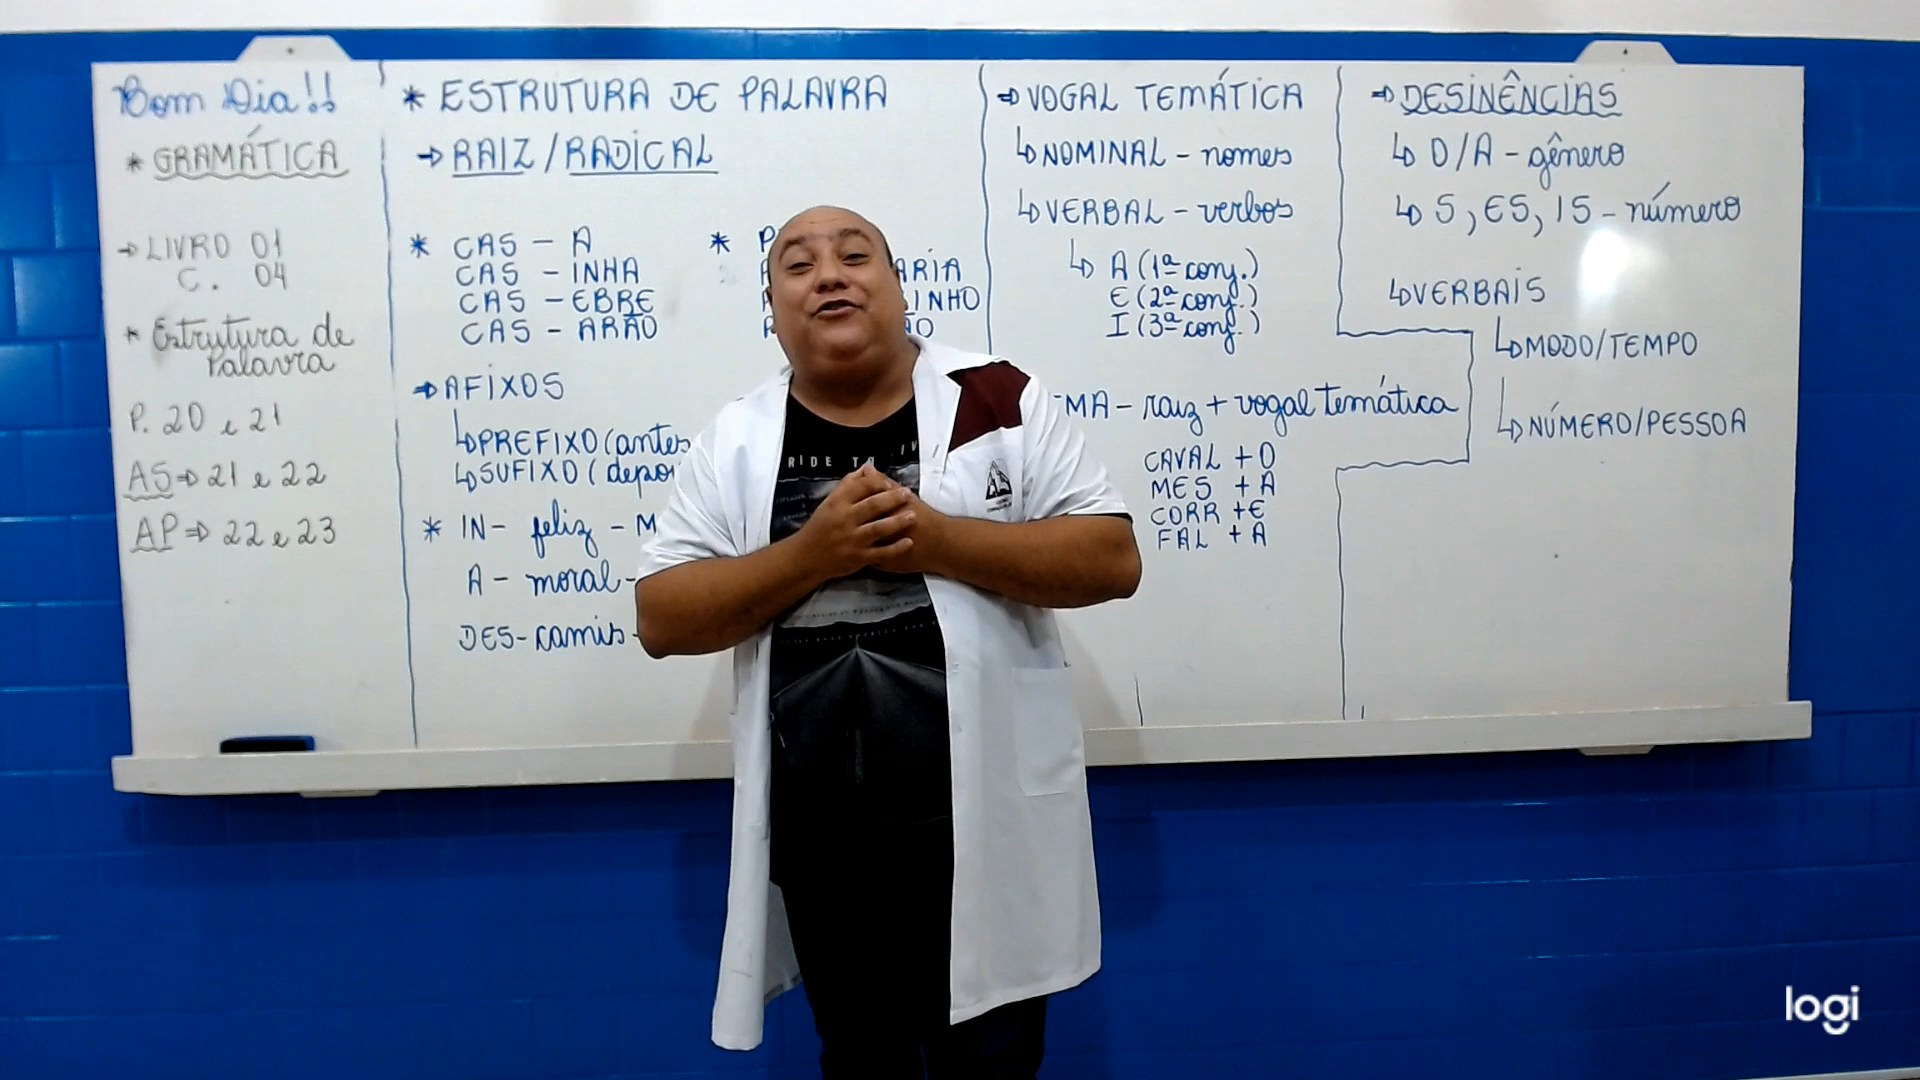 Bom Dia!!
* GRAMÁTICA
→ LIVRO 01
C. 04
* Estrutura de
Palavra
P. 20 e 21
AS ⇒ 21 e 22
AP ⇒ 22 e 23
* ESTRUTURA DE PALAVRA
→ RAIZ / RADICAL
* CAS - A
CAS - INHA
CAS - EBRE
CAS - ARÃO
* P
ARIA
INHO
ÃO
→ AFIXOS
↳ PREFIXO (antes
↳ SUFIXO (depoi
* IN - feliz - M
A - moral -
DES - camis -
→ VOGAL TEMÁTICA
↳ NOMINAL - nomes
↳ VERBAL - verbos
↳ A (1ª conj.)
E (2ª conj.)
I (3ª conj.)
MA - raiz + vogal temática
CAVAL + O
MES + A
CORR + E
FAL + A
→ DESINÊNCIAS
↳ O/A - gênero
↳ S, ES, IS - número
↳ VERBAIS
↳ MODO/TEMPO
↳ NÚMERO/PESSOA
RIDE TO LIV
logi